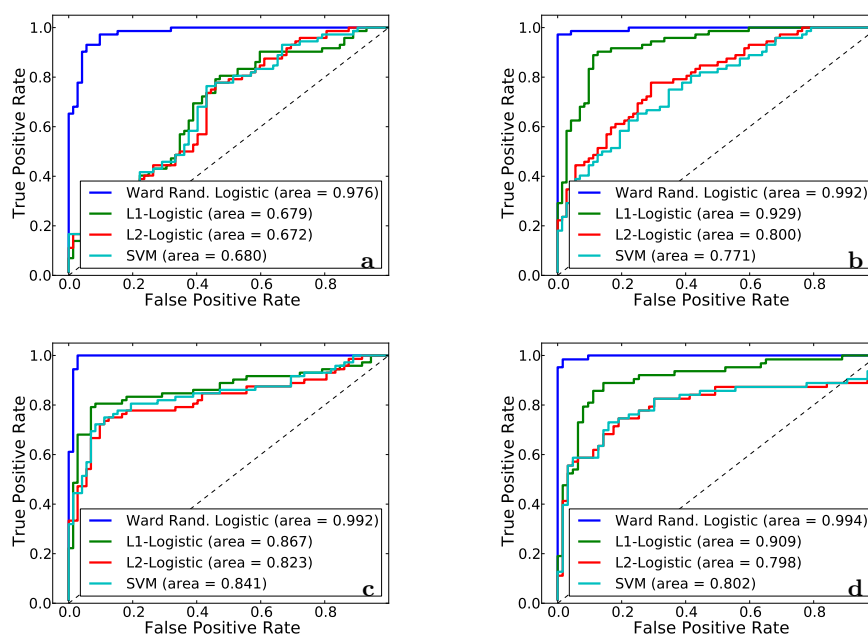 1.0
0.8
0.6
0.4
0.2
0.0
True Positive Rate
Ward Rand. Logistic (area = 0.976)
L1-Logistic (area = 0.679)
L2-Logistic (area = 0.672)
SVM (area = 0.680)
a
0.0 0.2 0.4 0.6 0.8
False Positive Rate
1.0
0.8
0.6
0.4
0.2
0.0
True Positive Rate
Ward Rand. Logistic (area = 0.992)
L1-Logistic (area = 0.929)
L2-Logistic (area = 0.800)
SVM (area = 0.771)
b
0.0 0.2 0.4 0.6 0.8
False Positive Rate
1.0
0.8
0.6
0.4
0.2
0.0
True Positive Rate
Ward Rand. Logistic (area = 0.992)
L1-Logistic (area = 0.867)
L2-Logistic (area = 0.823)
SVM (area = 0.841)
c
0.0 0.2 0.4 0.6 0.8
False Positive Rate
1.0
0.8
0.6
0.4
0.2
0.0
True Positive Rate
Ward Rand. Logistic (area = 0.994)
L1-Logistic (area = 0.909)
L2-Logistic (area = 0.798)
SVM (area = 0.802)
d
0.0 0.2 0.4 0.6 0.8
False Positive Rate